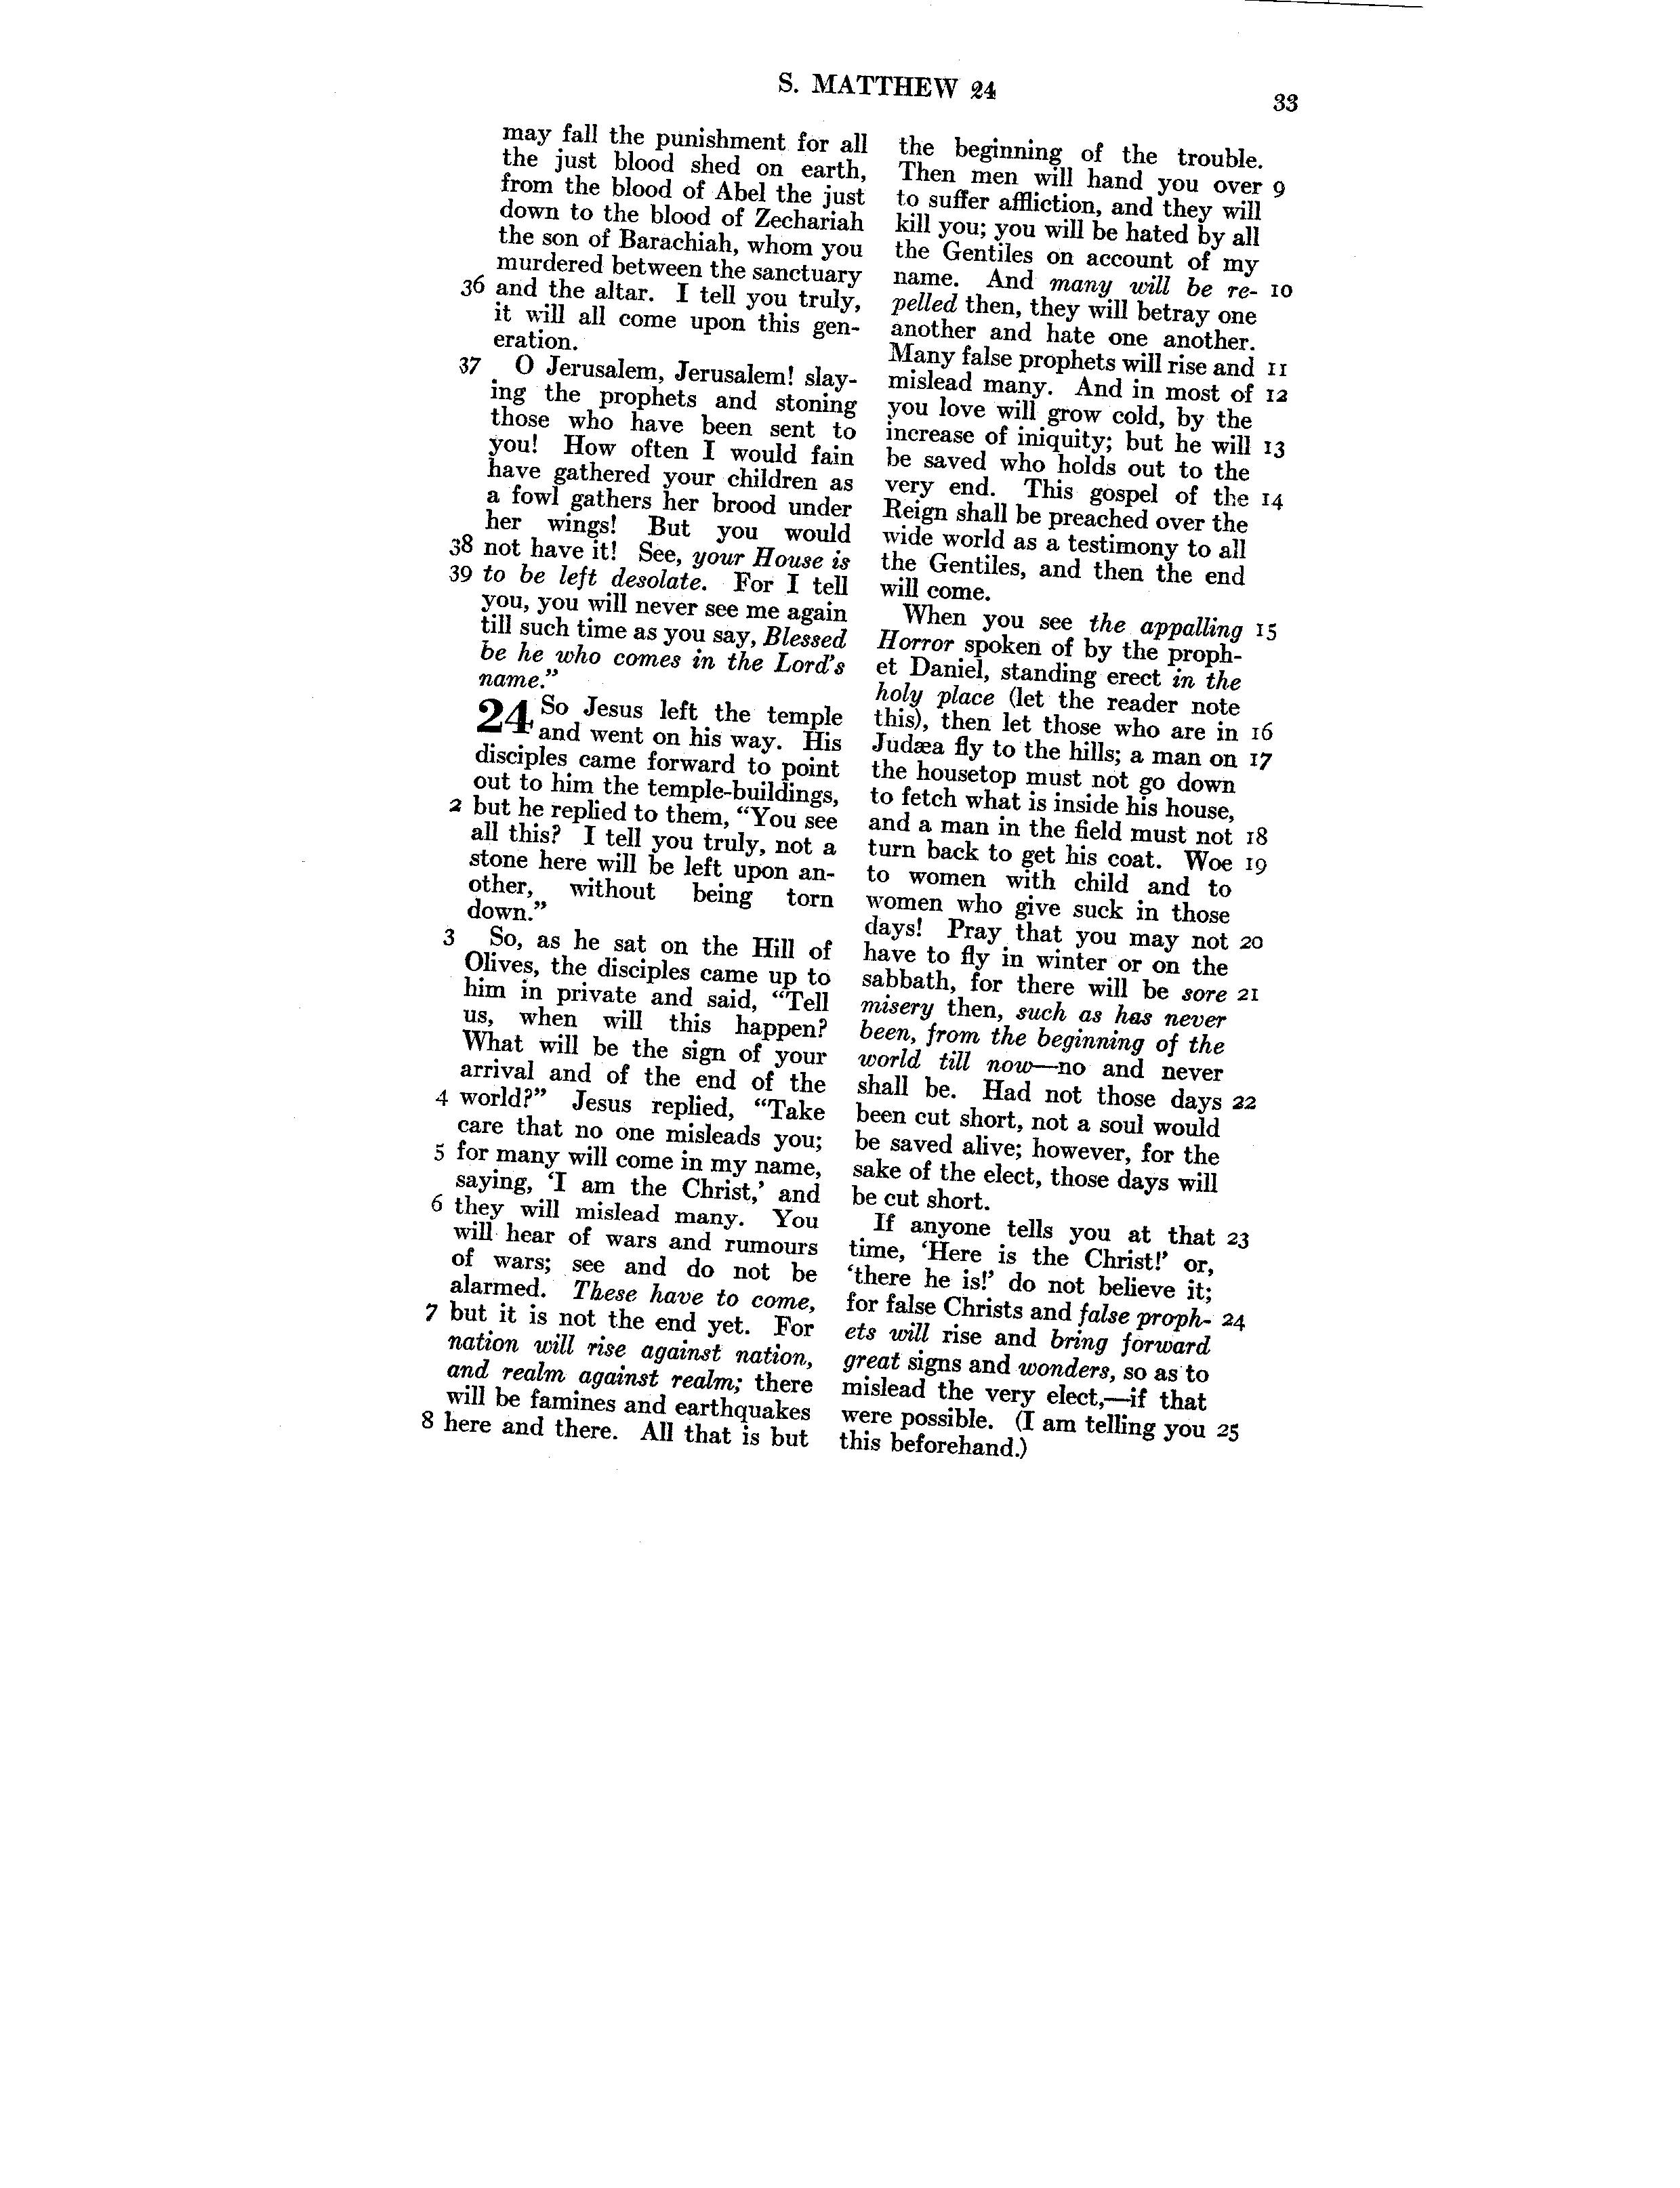 S. MATTHEW 24
33
may fall the punishment for all
the just blood shed on earth,
from the blood of Abel the just
down to the blood of Zechariah
the son of Barachiah, whom you
murdered between the sanctuary
36 and the altar. I tell you truly,
it will all come upon this gen-
eration.
37 O Jerusalem, Jerusalem! slay-
ing the prophets and stoning
those who have been sent to
you! How often I would fain
have gathered your children as
a fowl gathers her brood under
her wings! But you would
38 not have it! See, your House is
39 to be left desolate. For I tell
you, you will never see me again
till such time as you say, Blessed
be he who comes in the Lord's
name.”
24 So Jesus left the temple
and went on his way. His
disciples came forward to point
out to him the temple-buildings,
2 but he replied to them, “You see
all this? I tell you truly, not a
stone here will be left upon an-
other, without being torn
down.”
3 So, as he sat on the Hill of
Olives, the disciples came up to
him in private and said, “Tell
us, when will this happen?
What will be the sign of your
arrival and of the end of the
4 world?” Jesus replied, “Take
care that no one misleads you;
5 for many will come in my name,
saying, ‘I am the Christ,’ and
6 they will mislead many. You
will hear of wars and rumours
of wars; see and do not be
alarmed. These have to come,
7 but it is not the end yet. For
nation will rise against nation,
and realm against realm; there
will be famines and earthquakes
8 here and there. All that is but
the beginning of the trouble.
Then men will hand you over 9
to suffer affliction, and they will
kill you; you will be hated by all
the Gentiles on account of my
name. And many will be re- 10
pelled then, they will betray one
another and hate one another.
Many false prophets will rise and 11
mislead many. And in most of 12
you love will grow cold, by the
increase of iniquity; but he will 13
be saved who holds out to the
very end. This gospel of the 14
Reign shall be preached over the
wide world as a testimony to all
the Gentiles, and then the end
will come.
When you see the appalling 15
Horror spoken of by the proph-
et Daniel, standing erect in the
holy place (let the reader note
this), then let those who are in 16
Judæa fly to the hills; a man on 17
the housetop must not go down
to fetch what is inside his house,
and a man in the field must not 18
turn back to get his coat. Woe 19
to women with child and to
women who give suck in those
days! Pray that you may not 20
have to fly in winter or on the
sabbath, for there will be sore 21
misery then, such as has never
been, from the beginning of the
world till now—no and never
shall be. Had not those days 22
been cut short, not a soul would
be saved alive; however, for the
sake of the elect, those days will
be cut short.
If anyone tells you at that 23
time, ‘Here is the Christ!’ or,
‘there he is!’ do not believe it;
for false Christs and false proph- 24
ets will rise and bring forward
great signs and wonders, so as to
mislead the very elect,—if that
were possible. (I am telling you 25
this beforehand.)